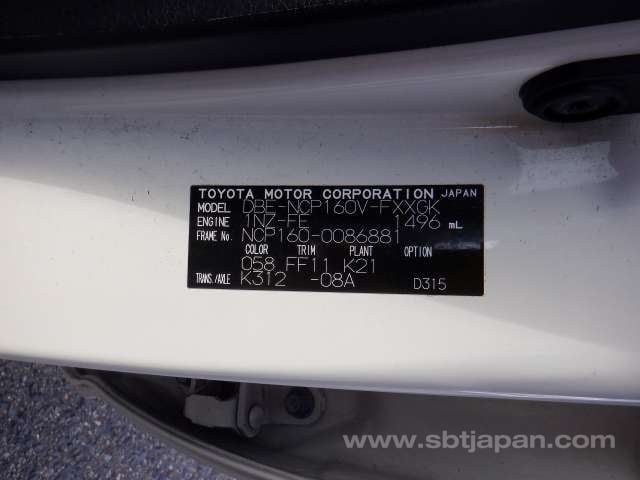 TOYOTA MOTOR CORPORATION JAPAN
MODEL DBE-NCP160V-FXXGK
ENGINE 1NZ-FE 1496 mL
FRAME No. NCP160-0086881
COLOR TRIM PLANT OPTION
058 FF11 K21
TRANS./AXLE K312 -08A D315
www.sbtjapan.com